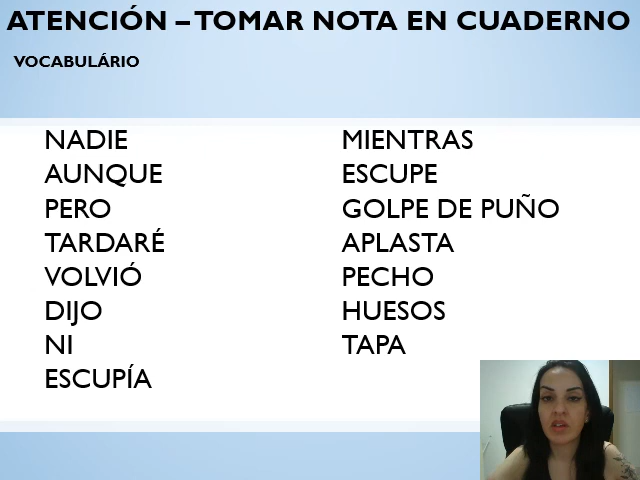 ATENCIÓN – TOMAR NOTA EN CUADERNO
VOCABULÁRIO
NADIE
AUNQUE
PERO
TARDARÉ
VOLVIÓ
DIJO
NI
ESCUPÍA
MIENTRAS
ESCUPE
GOLPE DE PUÑO
APLASTA
PECHO
HUESOS
TAPA